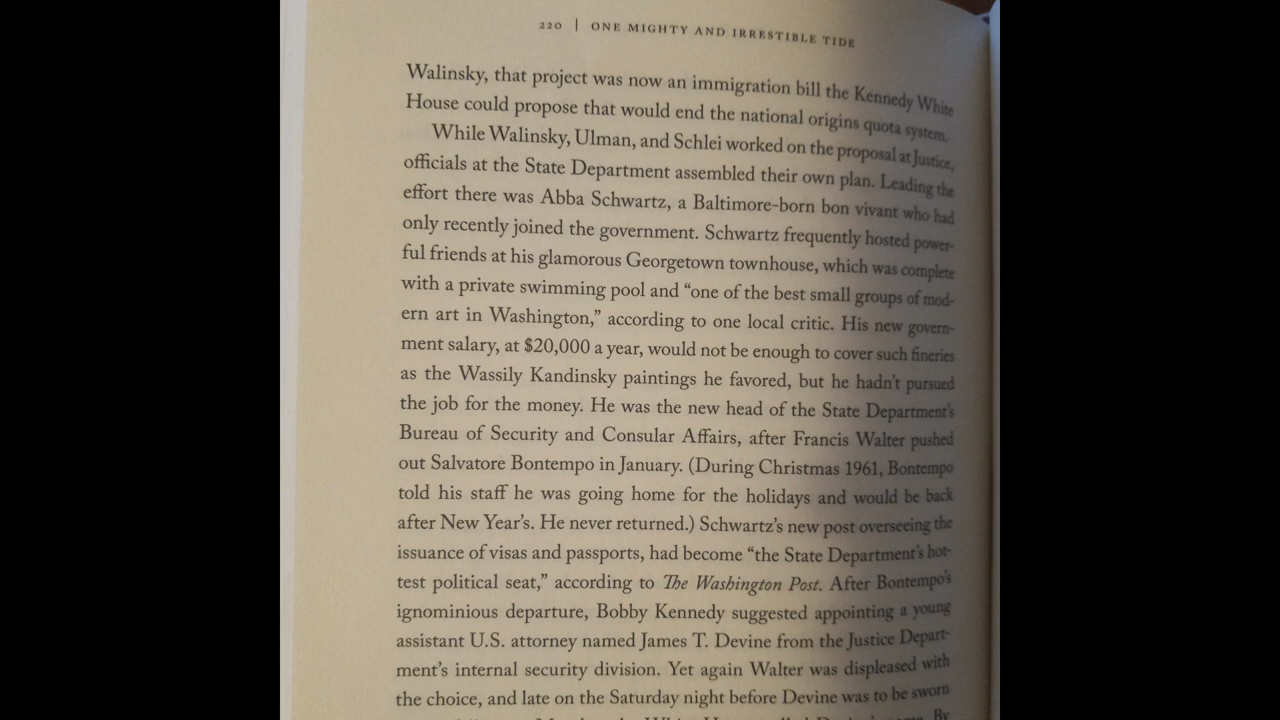 220 | ONE MIGHTY AND IRRESTIBLE TIDE
Walinsky, that project was now an immigration bill the Kennedy White
House could propose that would end the national origins quota system.
While Walinsky, Ulman, and Schlei worked on the proposal at Justice,
officials at the State Department assembled their own plan. Leading the
effort there was Abba Schwartz, a Baltimore-born bon vivant who had
only recently joined the government. Schwartz frequently hosted power-
ful friends at his glamorous Georgetown townhouse, which was complete
with a private swimming pool and “one of the best small groups of mod-
ern art in Washington,” according to one local critic. His new govern-
ment salary, at $20,000 a year, would not be enough to cover such fineries
as the Wassily Kandinsky paintings he favored, but he hadn’t pursued
the job for the money. He was the new head of the State Department’s
Bureau of Security and Consular Affairs, after Francis Walter pushed
out Salvatore Bontempo in January. (During Christmas 1961, Bontempo
told his staff he was going home for the holidays and would be back
after New Year’s. He never returned.) Schwartz’s new post overseeing the
issuance of visas and passports, had become “the State Department’s hot-
test political seat,” according to The Washington Post. After Bontempo’s
ignominious departure, Bobby Kennedy suggested appointing a young
assistant U.S. attorney named James T. Devine from the Justice Depart-
ment’s internal security division. Yet again Walter was displeased with
the choice, and late on the Saturday night before Devine was to be sworn
By